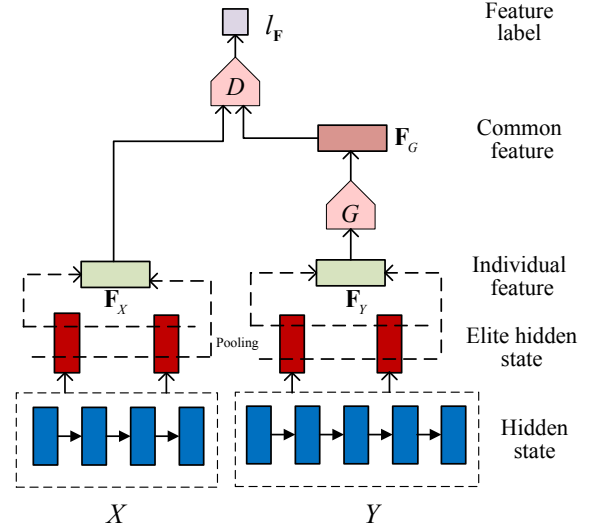 Feature
label
l_F
D
Common
feature
F_G
G
Individual
feature
F_X
F_Y
Elite hidden
state
Pooling
Hidden
state
X
Y